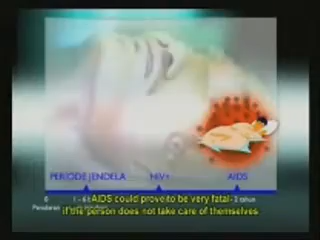 PERIODE JENDELA HIV+ AIDS
0
AIDS could prove to be very fatal-
if the person does not take care of themselves